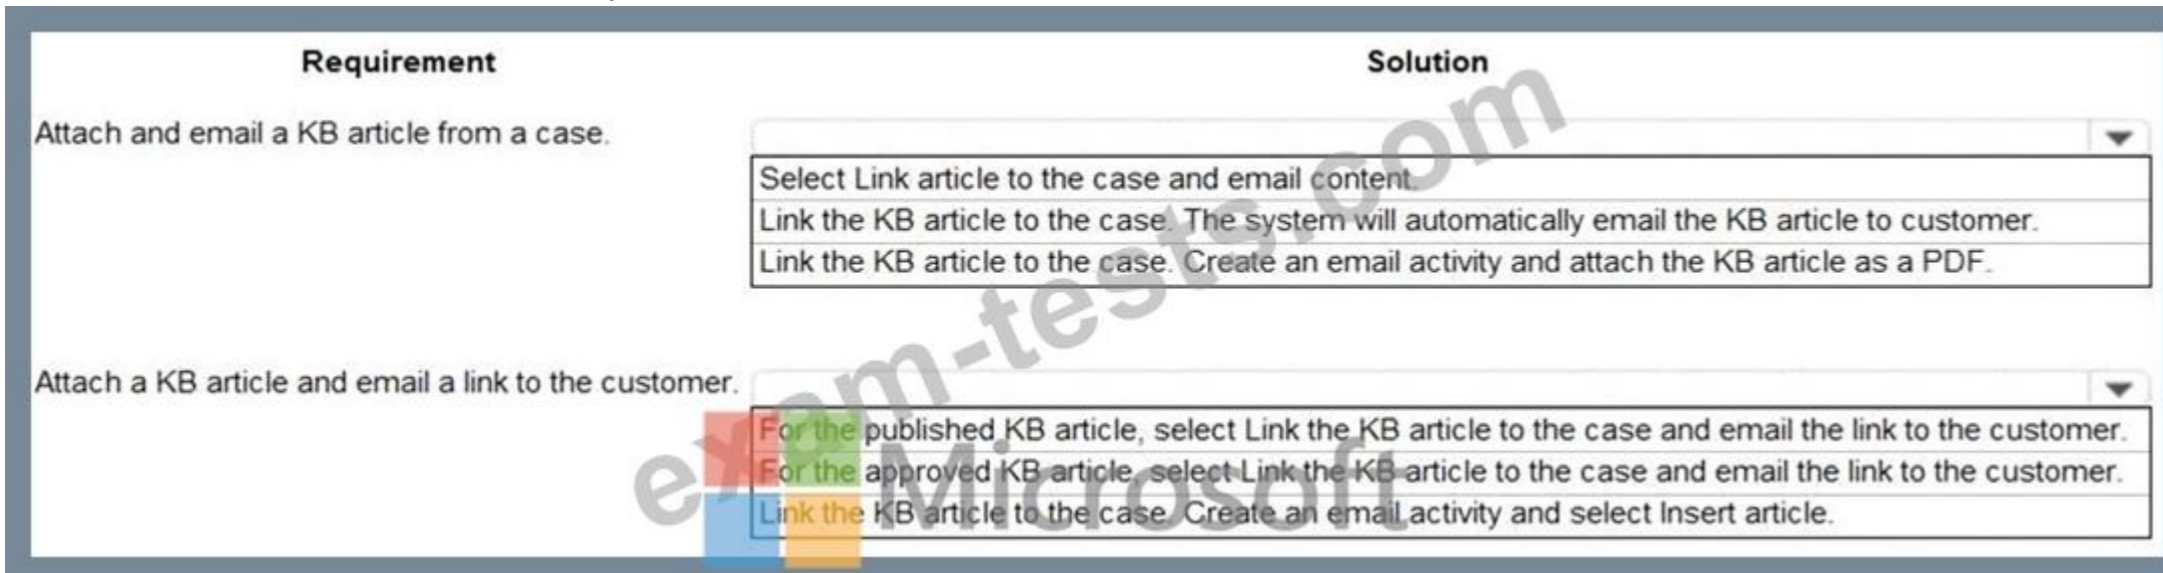 Requirement
Solution
Attach and email a KB article from a case.
Select Link article to the case and email content.
Link the KB article to the case. The system will automatically email the KB article to customer.
Link the KB article to the case. Create an email activity and attach the KB article as a PDF.
Attach a KB article and email a link to the customer.
For the published KB article, select Link the KB article to the case and email the link to the customer.
For the approved KB article, select Link the KB article to the case and email the link to the customer.
Link the KB article to the case. Create an email activity and select Insert article.
exam-tests.com
Microsoft